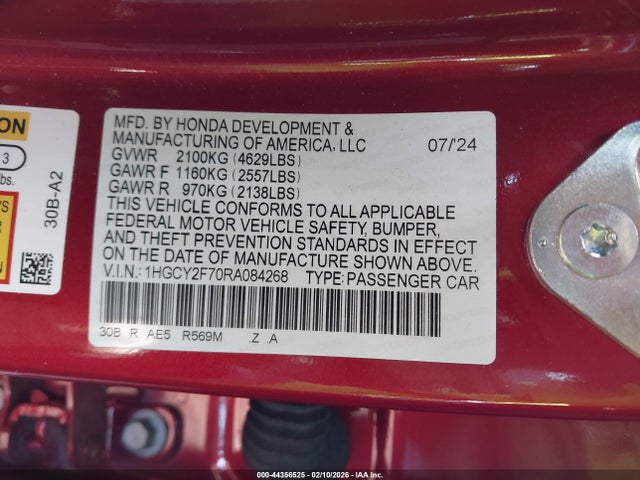 ON
3
bs.
'S
30B-A2
MFD. BY HONDA DEVELOPMENT &
MANUFACTURING OF AMERICA, LLC 07/'24
GVWR 2100KG (4629LBS)
GAWR F 1160KG (2557LBS)
GAWR R 970KG (2138LBS)
THIS VEHICLE CONFORMS TO ALL APPLICABLE
FEDERAL MOTOR VEHICLE SAFETY, BUMPER,
AND THEFT PREVENTION STANDARDS IN EFFECT
ON THE DATE OF MANUFACTURE SHOWN ABOVE.
V.I.N.: 1HGCY2F70RA084268 TYPE: PASSENGER CAR
30B R AE5 R569M .Z .A
000-44356525 - 02/10/2026 - IAA Inc.